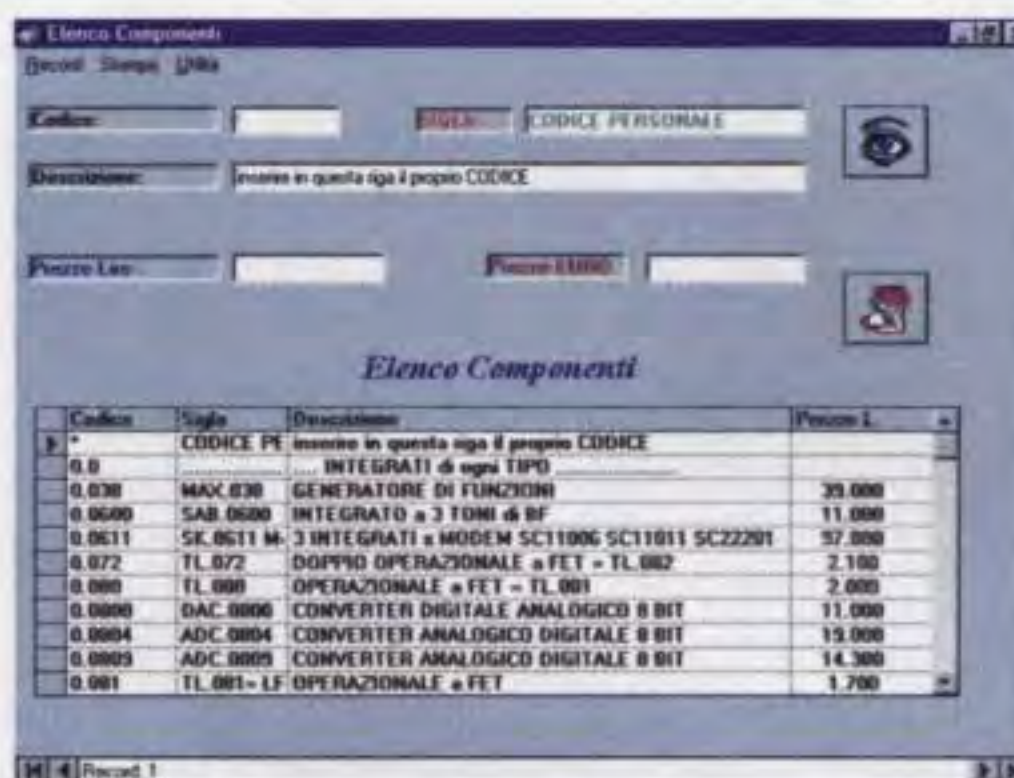 Elenco Componenti
Record Stampa Utilità
Codice: * SIGLA: CODICE PERSONALE
Descrizione: inserire in questa riga il proprio CODICE
Prezzo Lire Prezzo EURO
Elenco Componenti
Codice Sigla Descrizione Prezzo L.
* CODICE PE inserire in questa riga il proprio CODICE
0.0 .............. .... INTEGRATI di ogni TIPO ..............
0.038 MAX.038 GENERATORE DI FUNZIONI 39.000
0.0600 SAB.0600 INTEGRATO a 3 TONI di BF 11.000
0.0611 SK.0611 M- 3 INTEGRATI x MODEM SC11006 SC11011 SC22201
0.072 TL.072 DOPPIO OPERAZIONALE a FET = TL.082 2.100
0.080 TL.080 OPERAZIONALE a FET = TL.081 2.000
0.0800 DAC.0800 CONVERTER DIGITALE ANALOGICO 8 BIT 11.000
0.0804 ADC.0804 CONVERTER ANALOGICO DIGITALE 8 BIT 19.000
0.0809 ADC.0809 CONVERTER ANALOGICO DIGITALE 8 BIT 14.300
0.081 TL.081= LF OPERAZIONALE a FET 1.700
Record: 1